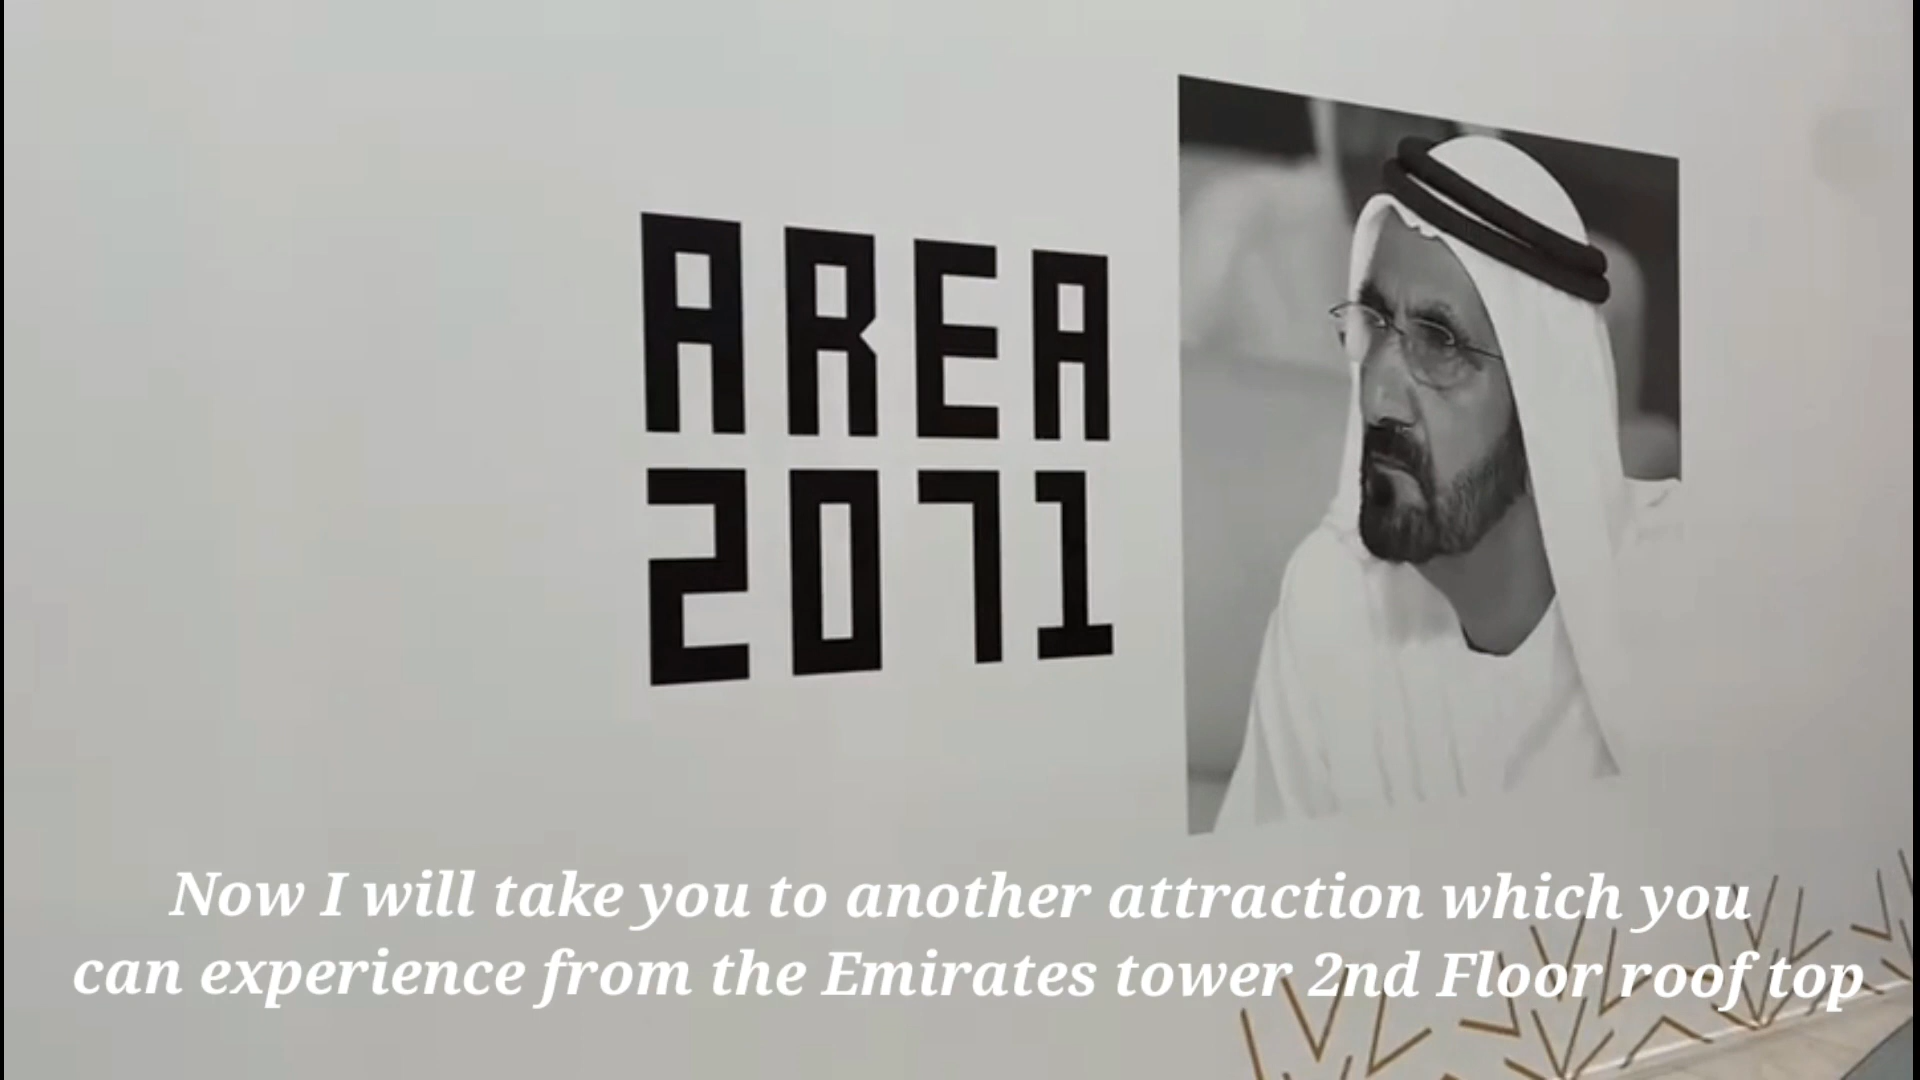 AREA
2071
Now I will take you to another attraction which you
can experience from the Emirates tower 2nd Floor roof top